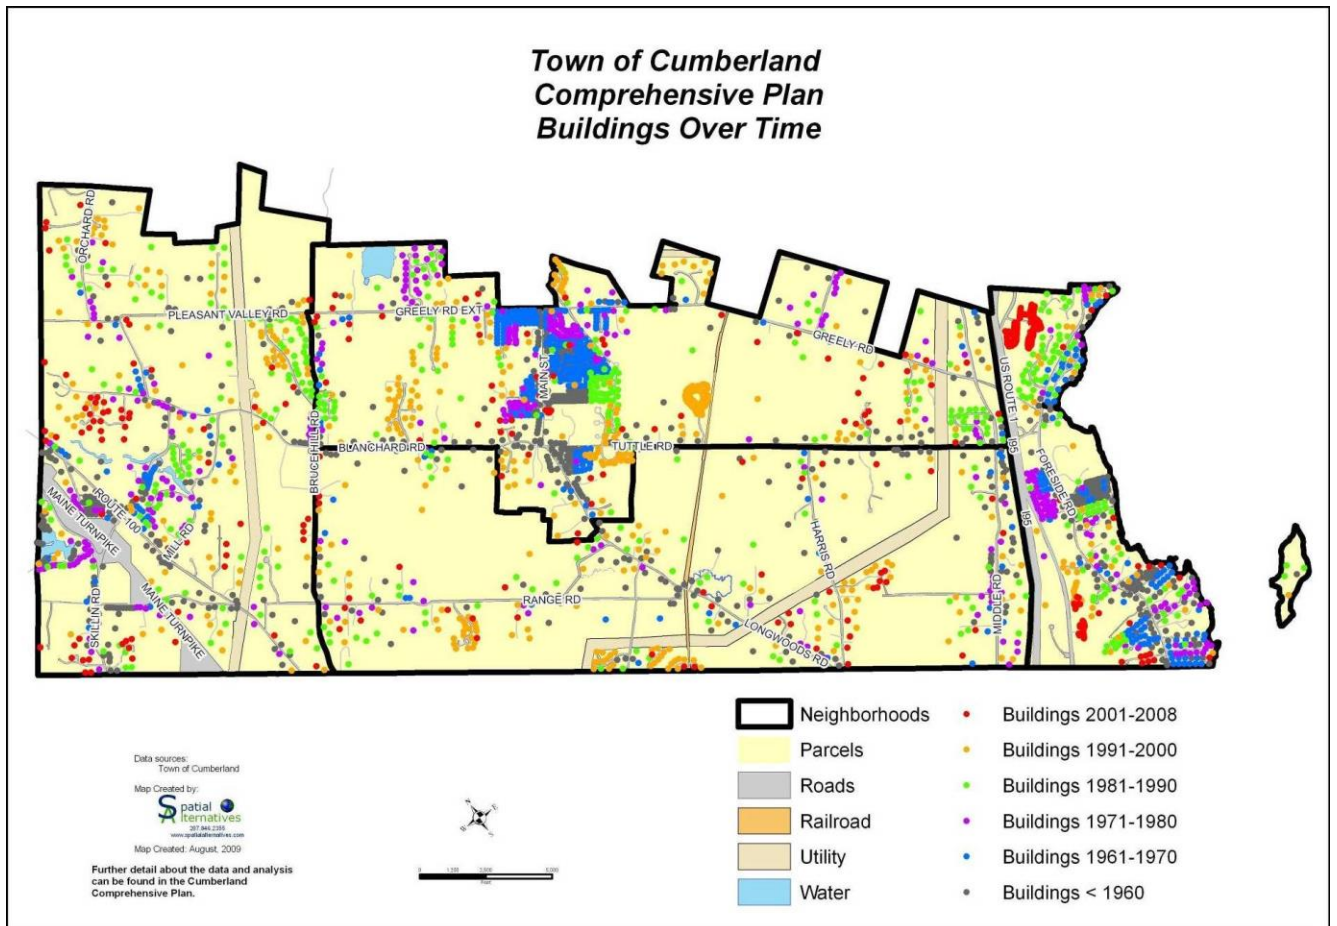 Town of Cumberland
Comprehensive Plan
Buildings Over Time
ORCHARD RD
PLEASANT VALLEY RD
GREELY RD EXT
MAIN ST
GREELY RD
US ROUTE 1
I95
BRUCE HILL RD
BLANCHARD RD
TUTTLE RD
FORESIDE RD
I95
ROUTE 100
MAINE TURNPIKE
MILL RD
HARRIS RD
MIDDLE RD
SKILLIN RD
MAINE TURNPIKE
RANGE RD
LONGWOODS RD
Neighborhoods
Parcels
Roads
Railroad
Utility
Water
Buildings 2001-2008
Buildings 1991-2000
Buildings 1981-1990
Buildings 1971-1980
Buildings 1961-1970
Buildings < 1960
Data sources:
Town of Cumberland
Map Created by:
Spatial
Alternatives
www.spatialalternatives.com
Map Created: August, 2009
Further detail about the data and analysis
can be found in the Cumberland
Comprehensive Plan.
0
Feet